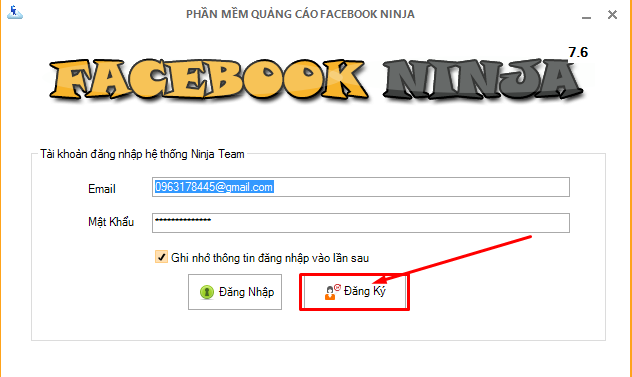 PHẦN MỀM QUẢNG CÁO FACEBOOK NINJA
7.6
FACEBOOK NINJA
Tài khoản đăng nhập hệ thống Ninja Team
Email 0963178445@gmail.com
Mật Khẩu **************
Ghi nhớ thông tin đăng nhập vào lần sau
Đăng Nhập Đăng Ký